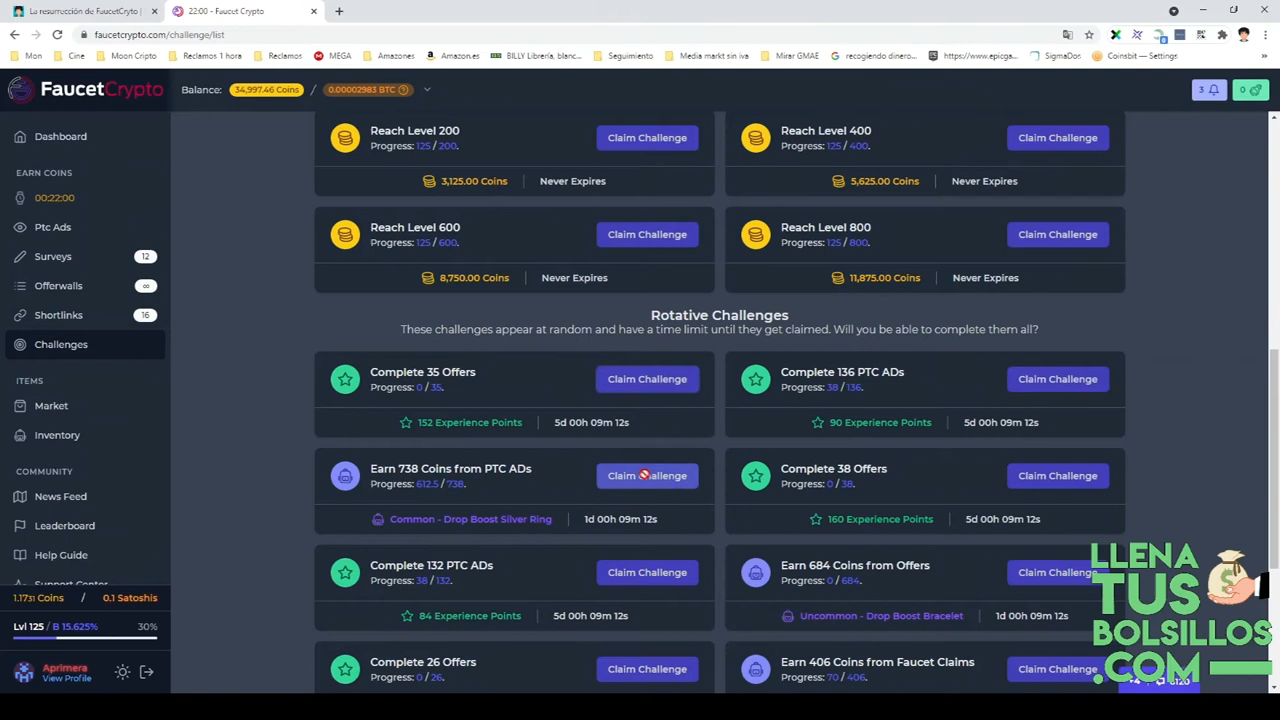 La resurrección de FaucetCryto |
22:00 - Faucet Crypto
faucetcrypto.com/challenge/list
Mon
Cine
Moon Cripto
Reclamos 1 hora
Reclamos
MEGA
Amazones
Amazon.es
BILLY Librería, blanc...
Seguimiento
Media markt sin iva
Mirar GMAE
recogiendo dinero...
https://www.epicga...
SigmaDos
Coinsbit — Settings
FaucetCrypto
Balance: 34,997.46 Coins / 0.00002983 BTC
3
0
Dashboard
EARN COINS
00:22:00
Ptc Ads
Surveys 12
Offerwalls ∞
Shortlinks 16
Challenges
ITEMS
Market
Inventory
COMMUNITY
News Feed
Leaderboard
Help Guide
Support Center
1.1731 Coins / 0.1 Satoshis
Lvl 125 / B 15.625% 30%
Aprimera
View Profile
Reach Level 200
Progress: 125 / 200.
Claim Challenge
3,125.00 Coins
Never Expires
Reach Level 400
Progress: 125 / 400.
Claim Challenge
5,625.00 Coins
Never Expires
Reach Level 600
Progress: 125 / 600.
Claim Challenge
8,750.00 Coins
Never Expires
Reach Level 800
Progress: 125 / 800.
Claim Challenge
11,875.00 Coins
Never Expires
Rotative Challenges
These challenges appear at random and have a time limit until they get claimed. Will you be able to complete them all?
Complete 35 Offers
Progress: 0 / 35.
Claim Challenge
152 Experience Points
5d 00h 09m 12s
Complete 136 PTC ADs
Progress: 38 / 136.
Claim Challenge
90 Experience Points
5d 00h 09m 12s
Earn 738 Coins from PTC ADs
Progress: 612.5 / 738.
Claim Challenge
Common - Drop Boost Silver Ring
1d 00h 09m 12s
Complete 38 Offers
Progress: 0 / 38.
Claim Challenge
160 Experience Points
5d 00h 09m 12s
Complete 132 PTC ADs
Progress: 38 / 132.
Claim Challenge
84 Experience Points
5d 00h 09m 12s
Earn 684 Coins from Offers
Progress: 0 / 684.
Claim Challenge
Uncommon - Drop Boost Bracelet
1d 00h 09m 12s
Complete 26 Offers
Progress: 0 / 26.
Claim Challenge
Earn 406 Coins from Faucet Claims
Progress: 70 / 406.
Claim Challenge
LLENA
TUS
BOLSILLOS
.COM